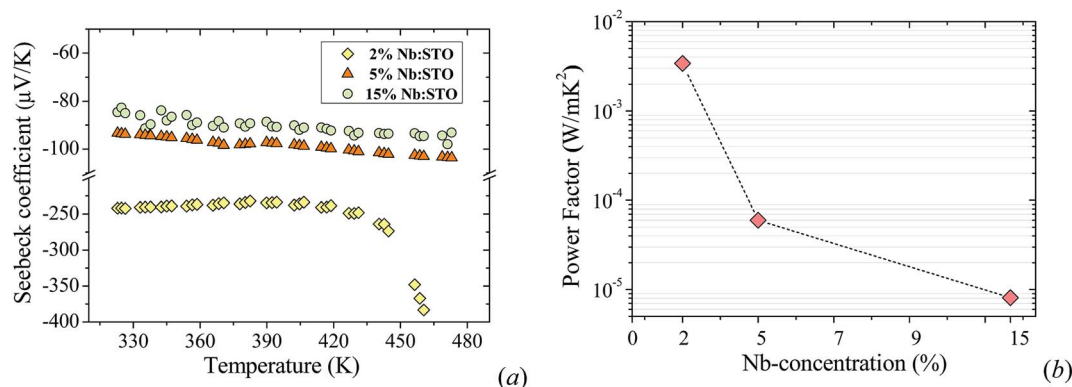 -60
-80
-100
-250
-300
-350
-400
Seebeck coefficient (µV/K)
2% Nb:STO
5% Nb:STO
15% Nb:STO
330 360 390 420 450 480
Temperature (K)
(a)
10⁻²
10⁻³
10⁻⁴
10⁻⁵
Power Factor (W/mK²)
0 2 5 7 9 15
Nb-concentration (%)
(b)